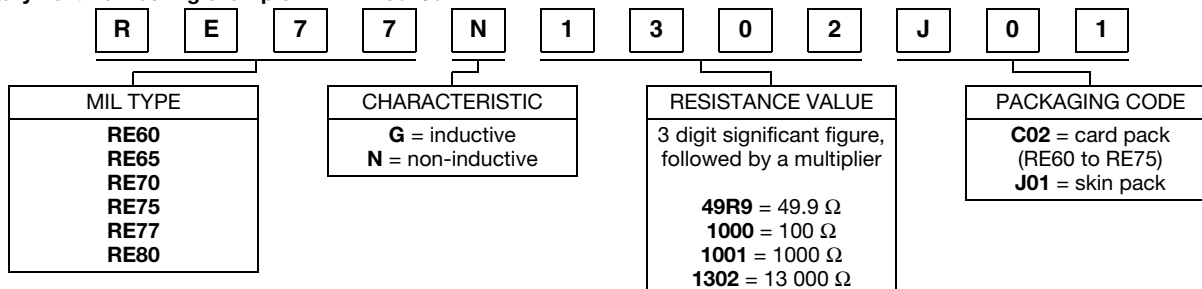 R E 7 7 N 1 3 0 2 J 0 1
MIL TYPE
RE60
RE65
RE70
RE75
RE77
RE80
CHARACTERISTIC
G = inductive
N = non-inductive
RESISTANCE VALUE
3 digit significant figure,
followed by a multiplier
49R9 = 49.9 Ω
1000 = 100 Ω
1001 = 1000 Ω
1302 = 13 000 Ω
PACKAGING CODE
C02 = card pack
(RE60 to RE75)
J01 = skin pack